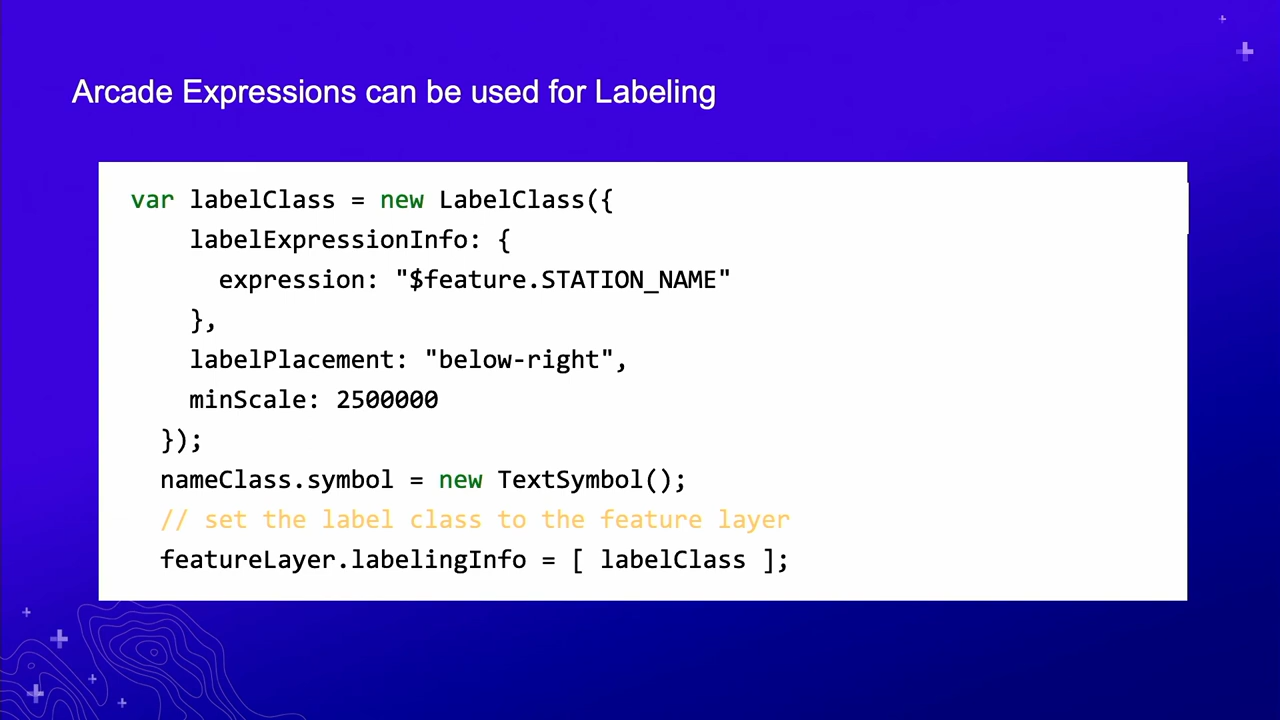 Arcade Expressions can be used for Labeling
var labelClass = new LabelClass({
labelExpressionInfo: {
expression: "$feature.STATION_NAME"
},
labelPlacement: "below-right",
minScale: 2500000
});
nameClass.symbol = new TextSymbol();
// set the label class to the feature layer
featureLayer.labelingInfo = [ labelClass ];